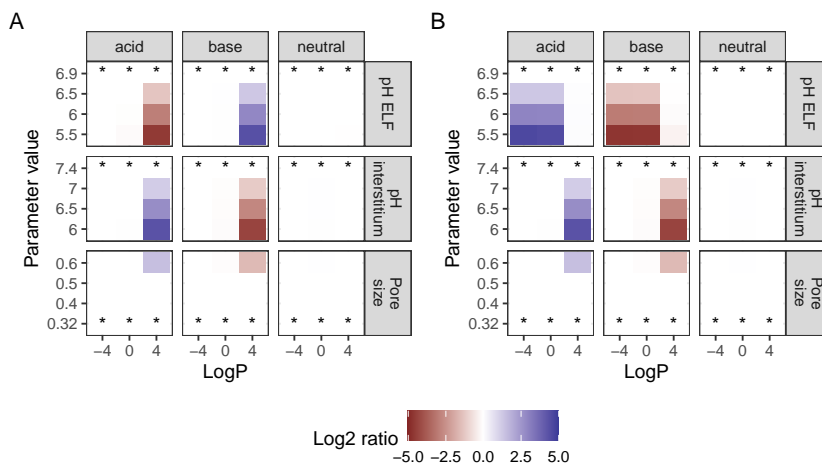 A
acid base neutral
6.9 * * * * * * * * *
6.5
6
5.5
pH ELF
7.4 * * * * * * * * *
7
6.5
6
pH
interstitium
0.6
0.5
0.4
0.32 * * * * * * * * *
Pore
size
Parameter value
−4 0 4 −4 0 4 −4 0 4
LogP
B
acid base neutral
6.9 * * * * * * * * *
6.5
6
5.5
pH ELF
7.4 * * * * * * * * *
7
6.5
6
pH
interstitium
0.6
0.5
0.4
0.32 * * * * * * * * *
Pore
size
Parameter value
−4 0 4 −4 0 4 −4 0 4
LogP
Log2 ratio
−5.0 −2.5 0.0 2.5 5.0